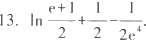 13. ln (e+1)/2 + 1/2 - 1/(2e⁴).